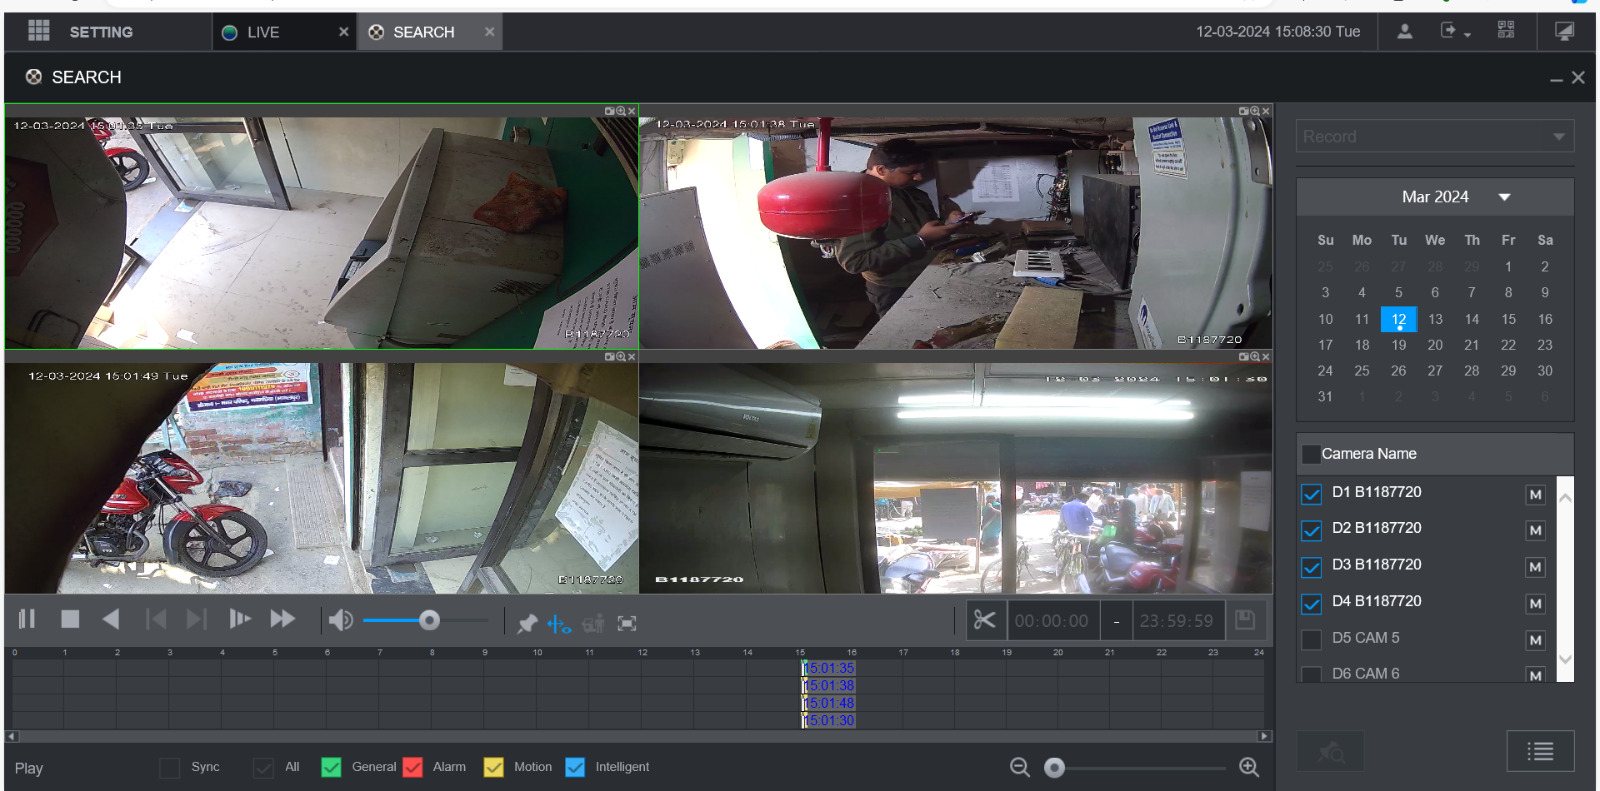 SETTING LIVE SEARCH 12-03-2024 15:08:30 Tue
SEARCH
12-03-2024 15:01:35 Tue
B1187720
12-03-2024 15:01:38 Tue
B1187720
12-03-2024 15:01:49 Tue
B1187720
12-03-2024 15:01:30
B1187720
Record
Mar 2024
Su Mo Tu We Th Fr Sa
25 26 27 28 29 1 2
3 4 5 6 7 8 9
10 11 12 13 14 15 16
17 18 19 20 21 22 23
24 25 26 27 28 29 30
31 1 2 3 4 5 6
Camera Name
D1 B1187720 M
D2 B1187720 M
D3 B1187720 M
D4 B1187720 M
D5 CAM 5 M
D6 CAM 6 M
00:00:00 - 23:59:59
0 1 2 3 4 5 6 7 8 9 10 11 12 13 14 15 16 17 18 19 20 21 22 23 24
15:01:35
15:01:38
15:01:48
15:01:30
Play Sync All General Alarm Motion Intelligent